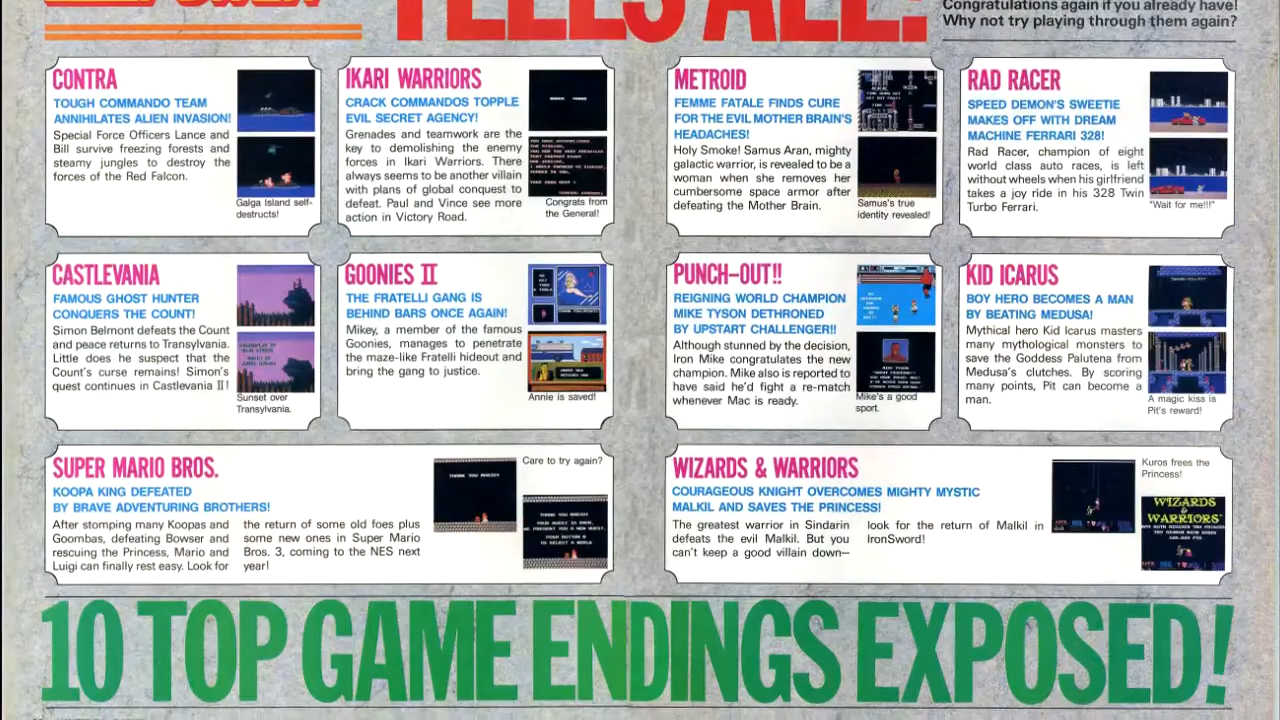 POWER
TELLS ALL!
Congratulations again if you already have!
Why not try playing through them again?
CONTRA
TOUGH COMMANDO TEAM
ANNIHILATES ALIEN INVASION!
Special Force Officers Lance and
Bill survive freezing forests and
steamy jungles to destroy the
forces of the Red Falcon.
Galga Island self-
destructs!
IKARI WARRIORS
CRACK COMMANDOS TOPPLE
EVIL SECRET AGENCY!
Grenades and teamwork are the
key to demolishing the enemy
forces in Ikari Warriors. There
always seems to be another villain
with plans of global conquest to
defeat. Paul and Vince see more
action in Victory Road.
Congrats from
the General!
METROID
FEMME FATALE FINDS CURE
FOR THE EVIL MOTHER BRAIN'S
HEADACHES!
Holy Smoke! Samus Aran, mighty
galactic warrior, is revealed to be a
woman when she removes her
cumbersome space armor after
defeating the Mother Brain.
Samus's true
identity revealed!
RAD RACER
SPEED DEMON'S SWEETIE
MAKES OFF WITH DREAM
MACHINE FERRARI 328!
Rad Racer, champion of eight
world class auto races, is left
without wheels when his girlfriend
takes a joy ride in his 328 Twin
Turbo Ferrari.
"Wait for me!!!"
CASTLEVANIA
FAMOUS GHOST HUNTER
CONQUERS THE COUNT!
Simon Belmont defeats the Count
and peace returns to Transylvania.
Little does he suspect that the
Count's curse remains! Simon's
quest continues in Castlevania II!
Sunset over
Transylvania.
GOONIES II
THE FRATELLI GANG IS
BEHIND BARS ONCE AGAIN!
Mikey, a member of the famous
Goonies, manages to penetrate
the maze-like Fratelli hideout and
bring the gang to justice.
Annie is saved!
PUNCH-OUT!!
REIGNING WORLD CHAMPION
MIKE TYSON DETHRONED
BY UPSTART CHALLENGER!!
Although stunned by the decision,
Iron Mike congratulates the new
champion. Mike also is reported to
have said he'd fight a re-match
whenever Mac is ready.
Mike's a good
sport.
KID ICARUS
BOY HERO BECOMES A MAN
BY BEATING MEDUSA!
Mythical hero Kid Icarus masters
many mythological monsters to
save the Goddess Palutena from
Medusa's clutches. By scoring
many points, Pit can become a
man.
A magic kiss is
Pit's reward!
SUPER MARIO BROS.
KOOPA KING DEFEATED
BY BRAVE ADVENTURING BROTHERS!
After stomping many Koopas and
Goombas, defeating Bowser and
rescuing the Princess, Mario and
Luigi can finally rest easy. Look for
the return of some old foes plus
some new ones in Super Mario
Bros. 3, coming to the NES next
year!
THANK YOU MARIO!
Care to try again?
THANK YOU MARIO!
YOUR QUEST IS OVER.
WE PRESENT YOU A NEW QUEST.
PUSH BUTTON B
TO SELECT A WORLD
WIZARDS & WARRIORS
COURAGEOUS KNIGHT OVERCOMES MIGHTY MYSTIC
MALKIL AND SAVES THE PRINCESS!
The greatest warrior in Sindarin
defeats the evil Malkil. But you
can't keep a good villain down—
look for the return of Malkil in
IronSword!
Kuros frees the
Princess!
WIZARDS
&
WARRIORS
10 TOP GAME ENDINGS EXPOSED!